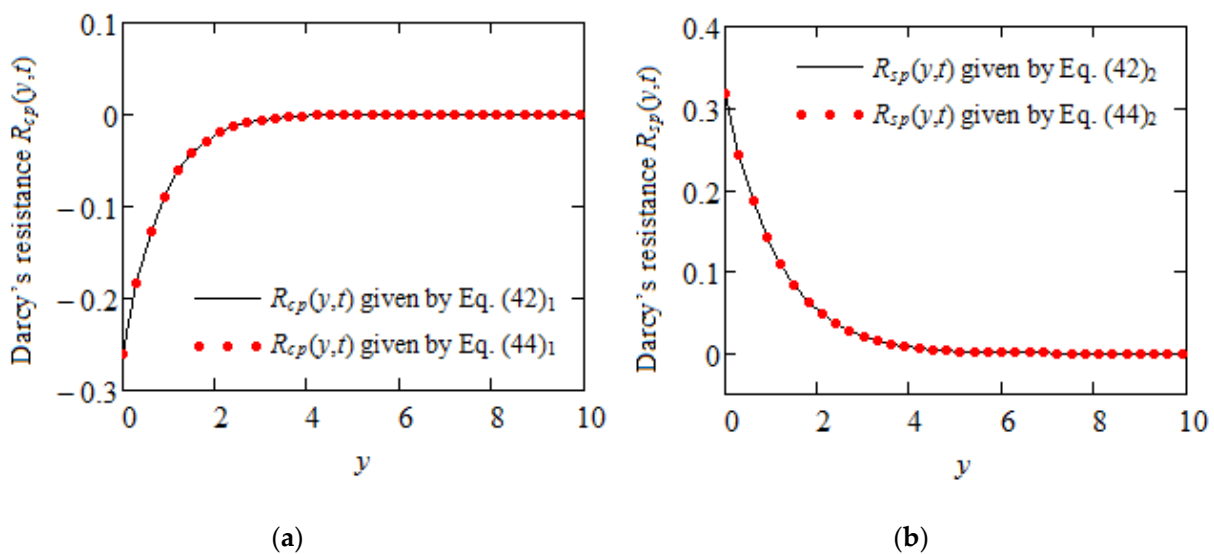 0.1
0
−0.1
−0.2
−0.3
Darcy's resistance Rcp(y,t)
Rcp(y,t) given by Eq. (42)1
Rcp(y,t) given by Eq. (44)1
0 2 4 6 8 10
y
(a)
0.4
0.3
0.2
0.1
0
Darcy's resistance Rsp(y,t)
Rsp(y,t) given by Eq. (42)2
Rsp(y,t) given by Eq. (44)2
0 2 4 6 8 10
y
(b)